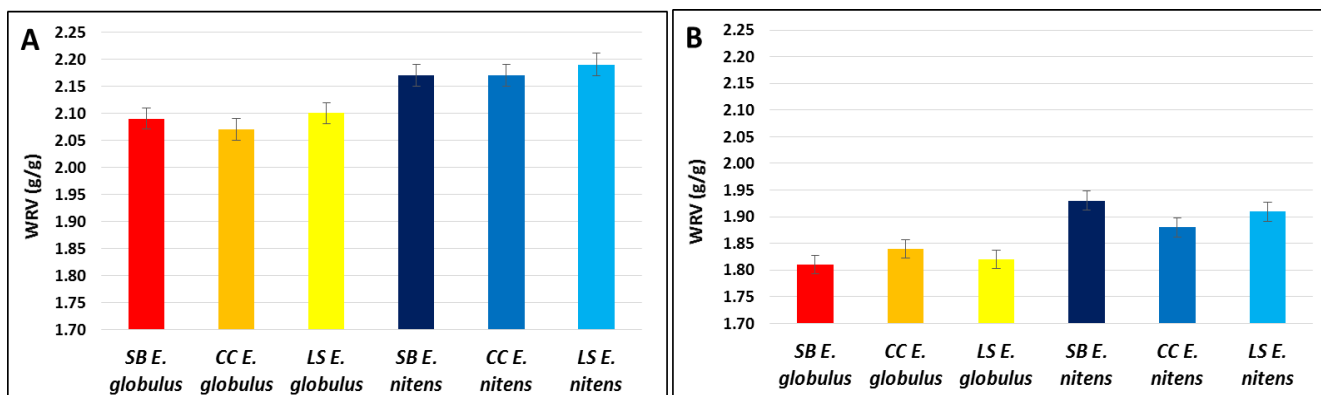 A
WRV (g/g)
2.25
2.20
2.15
2.10
2.05
2.00
1.95
1.90
1.85
1.80
1.75
1.70
SB E.
globulus
CC E.
globulus
LS E.
globulus
SB E.
nitens
CC E.
nitens
LS E.
nitens
B
WRV (g/g)
2.25
2.20
2.15
2.10
2.05
2.00
1.95
1.90
1.85
1.80
1.75
1.70
SB E.
globulus
CC E.
globulus
LS E.
globulus
SB E.
nitens
CC E.
nitens
LS E.
nitens